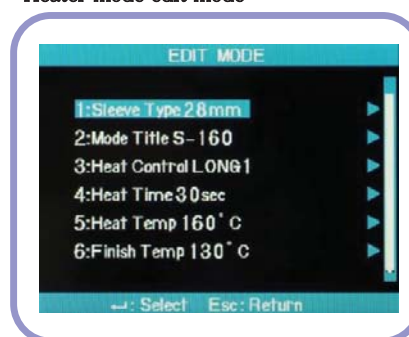 Heater mode edit mode
EDIT MODE
1:Sleeve Type 28mm
2:Mode Title S-160
3:Heat Control LONG1
4:Heat Time 30sec
5:Heat Temp 160°C
6:Finish Temp 130°C
↵: Select Esc: Return